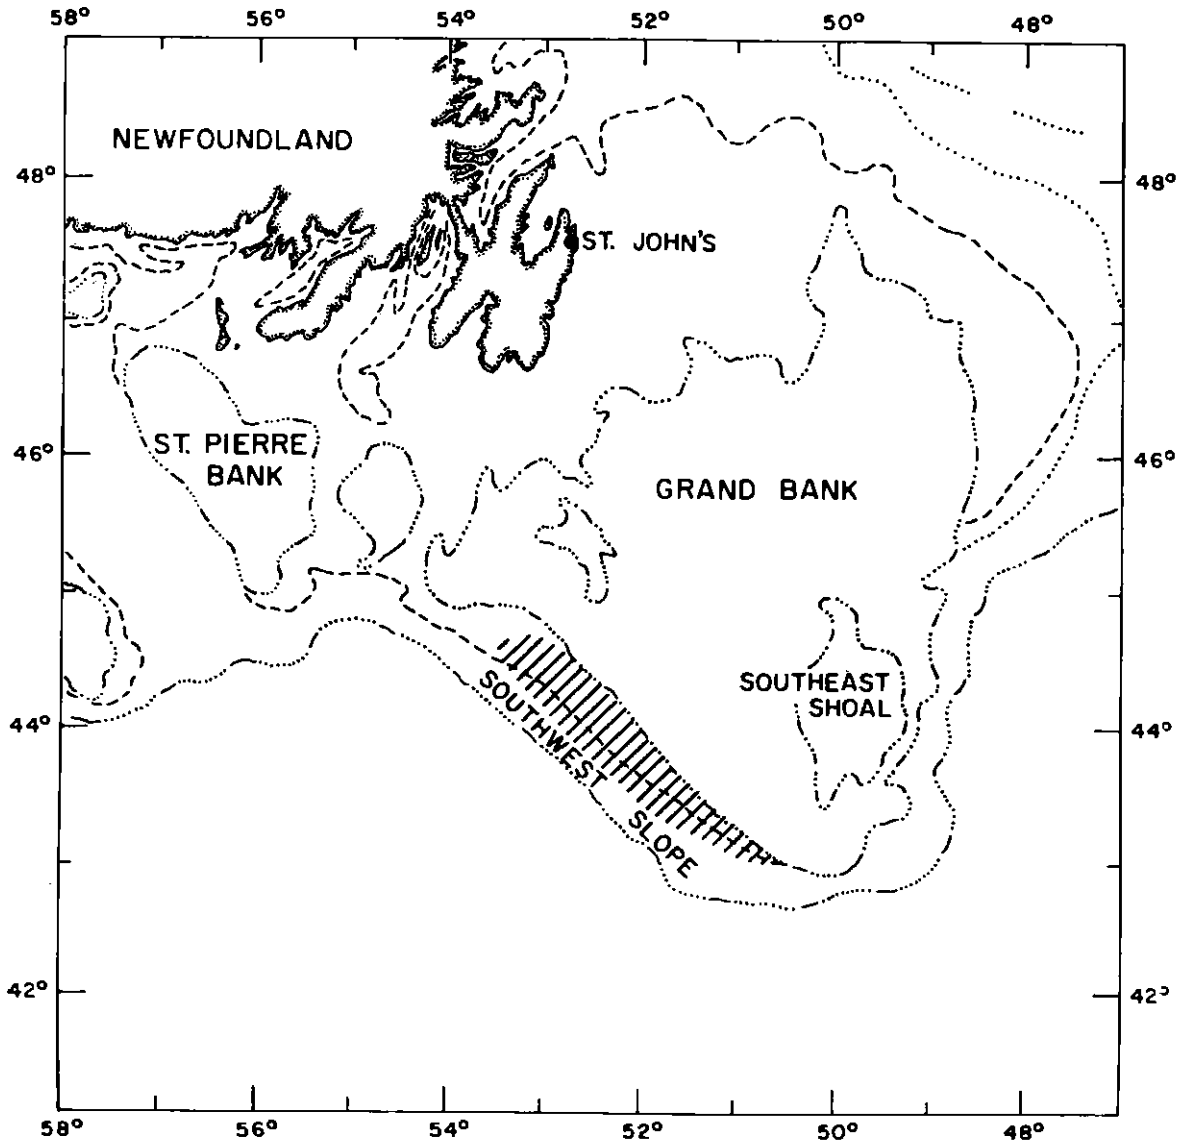 58° 56° 54° 52° 50° 48°
NEWFOUNDLAND
48° 48°
ST. JOHN'S
46° 46°
ST. PIERRE
BANK
GRAND BANK
SOUTHEAST
SHOAL
SOUTHWEST SLOPE
44° 44°
42° 42°
58° 56° 54° 52° 50° 48°